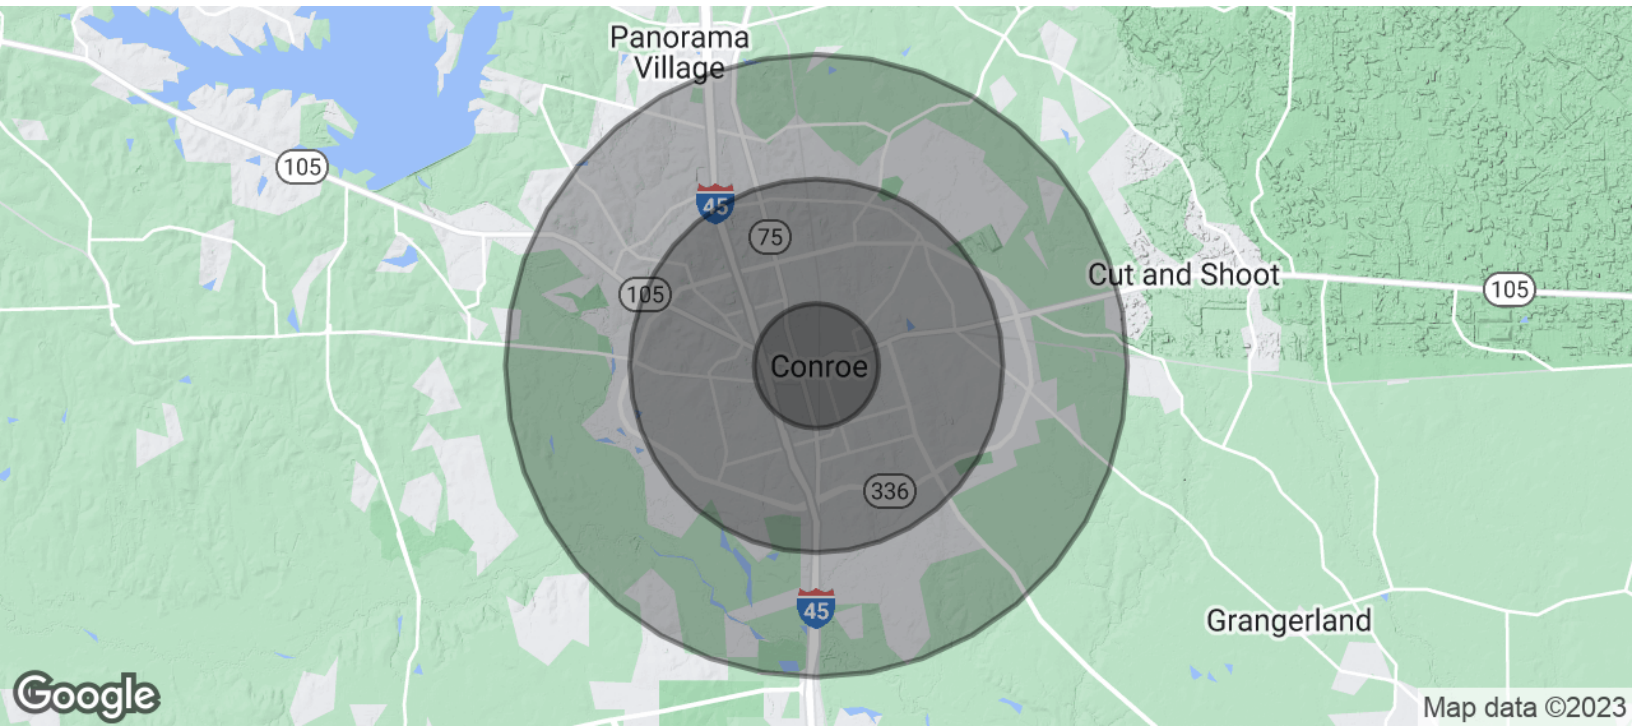 Panorama
Village
105
45
75
105
Cut and Shoot
105
Conroe
336
45
Grangerland
Google
Map data ©2023